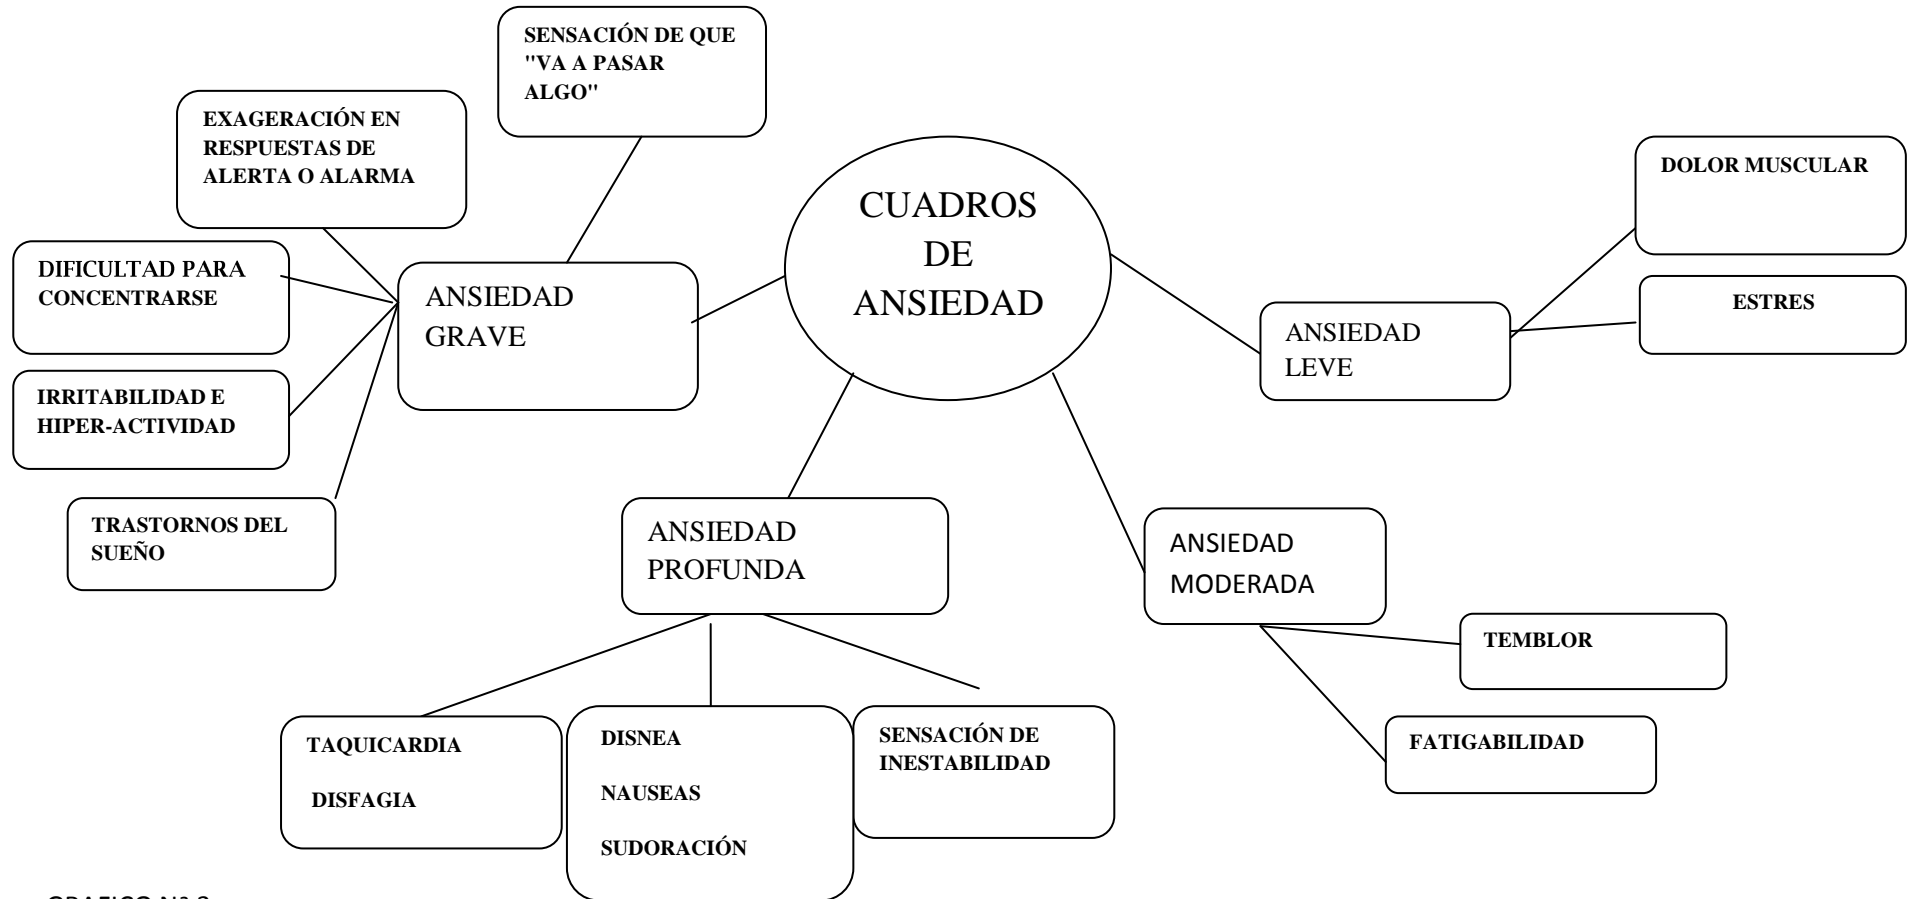 SENSACIÓN DE QUE
"VA A PASAR
ALGO"
EXAGERACIÓN EN
RESPUESTAS DE
ALERTA O ALARMA
DIFICULTAD PARA
CONCENTRARSE
IRRITABILIDAD E
HIPER-ACTIVIDAD
TRASTORNOS DEL
SUEÑO
ANSIEDAD
GRAVE
CUADROS
DE
ANSIEDAD
ANSIEDAD
LEVE
DOLOR MUSCULAR
ESTRES
ANSIEDAD
PROFUNDA
ANSIEDAD
MODERADA
TEMBLOR
FATIGABILIDAD
TAQUICARDIA
DISFAGIA
DISNEA
NAUSEAS
SUDORACIÓN
SENSACIÓN DE
INESTABILIDAD